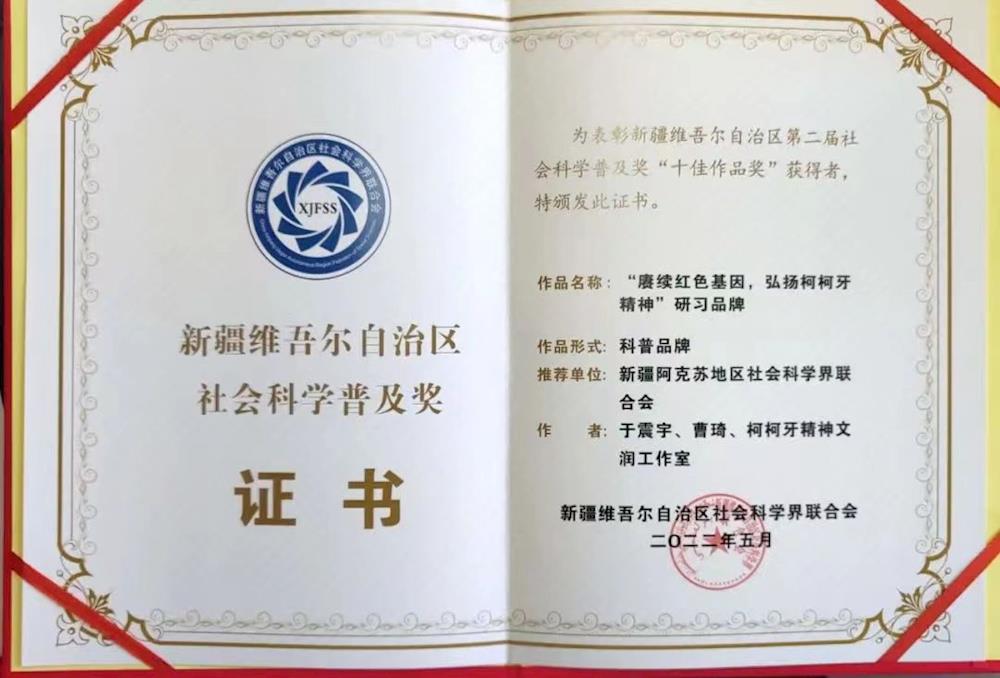 新疆维吾尔自治区社会科学界联合会
XJFSS
新疆维吾尔自治区
社会科学普及奖
证书
为表彰新疆维吾尔自治区第二届社
会科学普及奖“十佳作品奖”获得者，
特颁发此证书。
作品名称：“赓续红色基因，弘扬柯柯牙
精神”研习品牌
作品形式：科普品牌
推荐单位：新疆阿克苏地区社会科学界联
合会
作 者：于震宇、曹琦、柯柯牙精神文
润工作室
新疆维吾尔自治区社会科学界联合会
二〇二二年五月